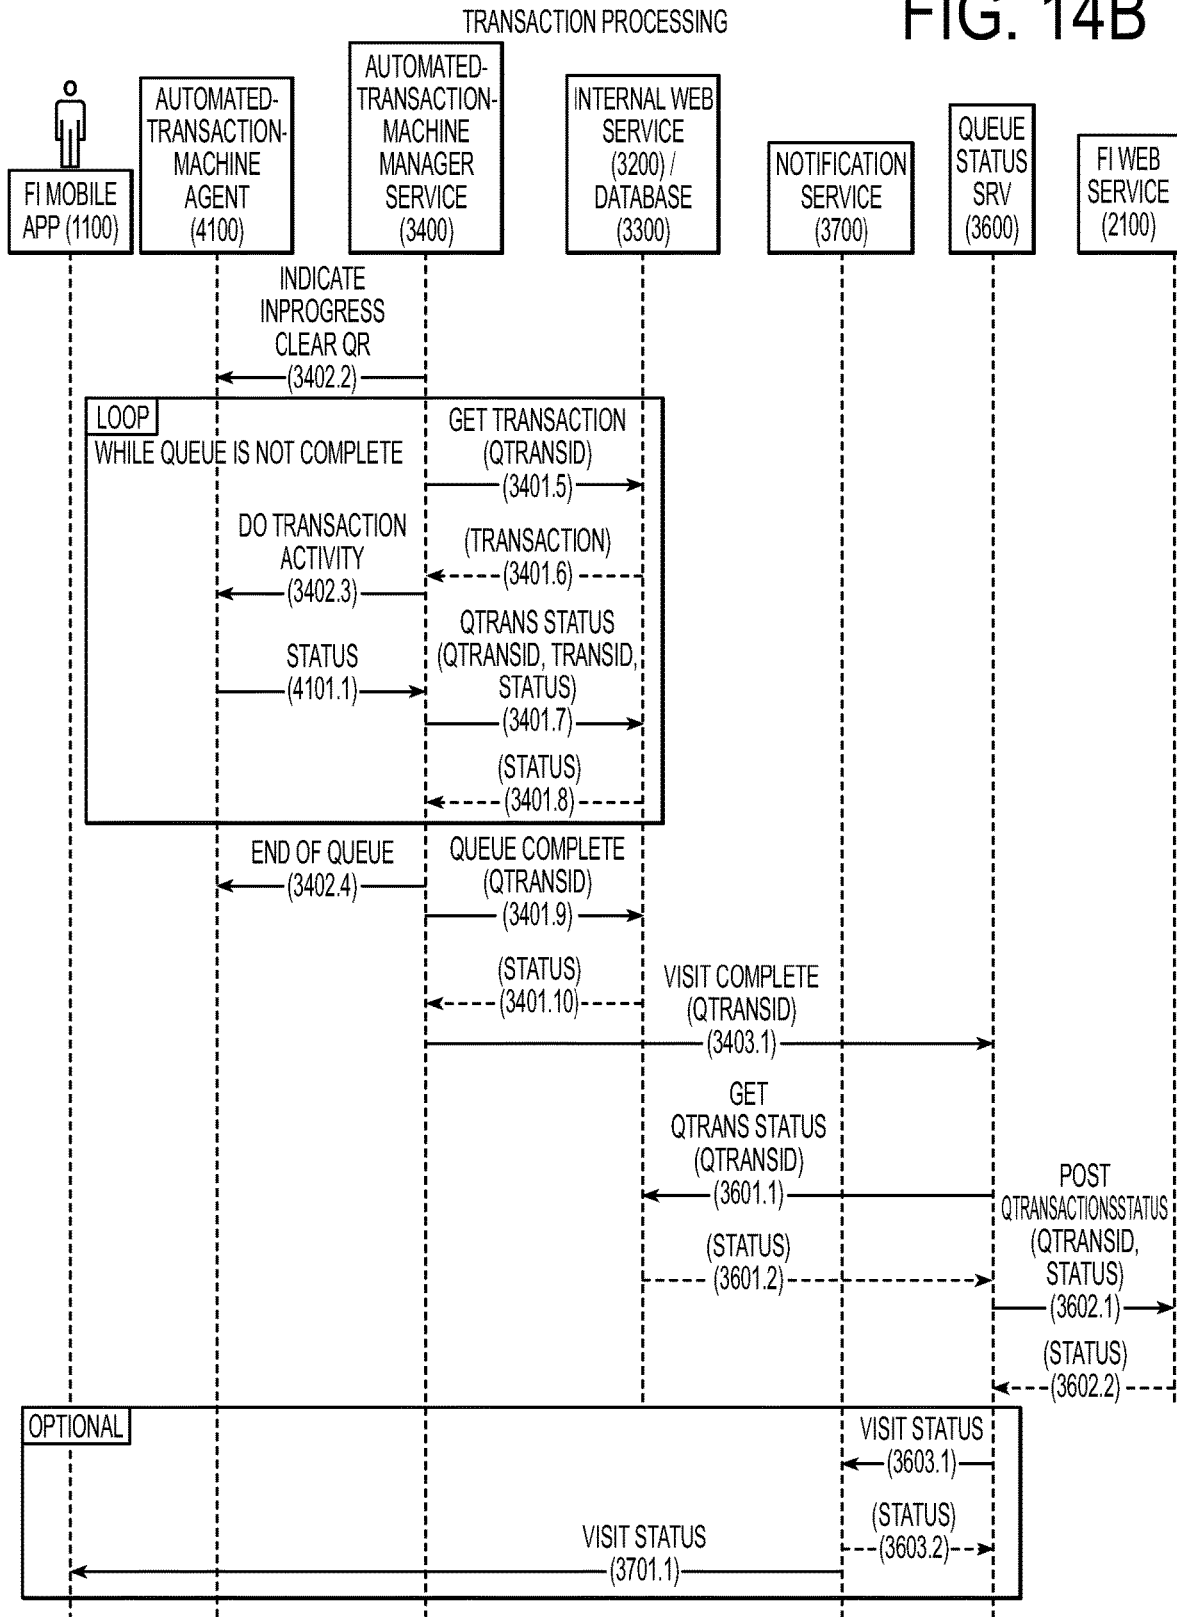 TRANSACTION PROCESSING
FIG. 14B
FI MOBILE
APP (1100)
AUTOMATED-
TRANSACTION-
MACHINE
AGENT
(4100)
AUTOMATED-
TRANSACTION-
MACHINE
MANAGER
SERVICE
(3400)
INTERNAL WEB
SERVICE
(3200) /
DATABASE
(3300)
NOTIFICATION
SERVICE
(3700)
QUEUE
STATUS
SRV
(3600)
FI WEB
SERVICE
(2100)
INDICATE
INPROGRESS
CLEAR QR
(3402.2)
LOOP
WHILE QUEUE IS NOT COMPLETE
GET TRANSACTION
(QTRANSID)
(3401.5)
DO TRANSACTION
ACTIVITY
(3402.3)
(TRANSACTION)
(3401.6)
STATUS
(4101.1)
QTRANS STATUS
(QTRANSID, TRANSID,
STATUS)
(3401.7)
(STATUS)
(3401.8)
END OF QUEUE
(3402.4)
QUEUE COMPLETE
(QTRANSID)
(3401.9)
(STATUS)
(3401.10)
VISIT COMPLETE
(QTRANSID)
(3403.1)
GET
QTRANS STATUS
(QTRANSID)
(3601.1)
(STATUS)
(3601.2)
POST
QTRANSACTIONSSTATUS
(QTRANSID,
STATUS)
(3602.1)
(STATUS)
(3602.2)
OPTIONAL
VISIT STATUS
(3603.1)
(STATUS)
(3603.2)
VISIT STATUS
(3701.1)